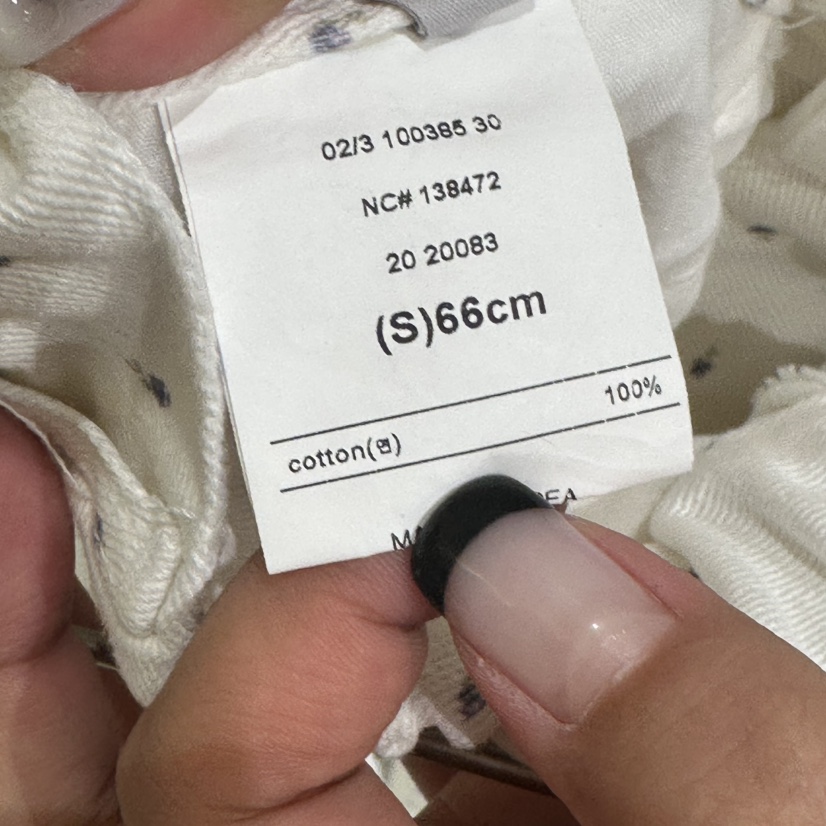 02/3 100385 30
NC# 138472
20 20083
(S)66cm
100%
cotton(면)